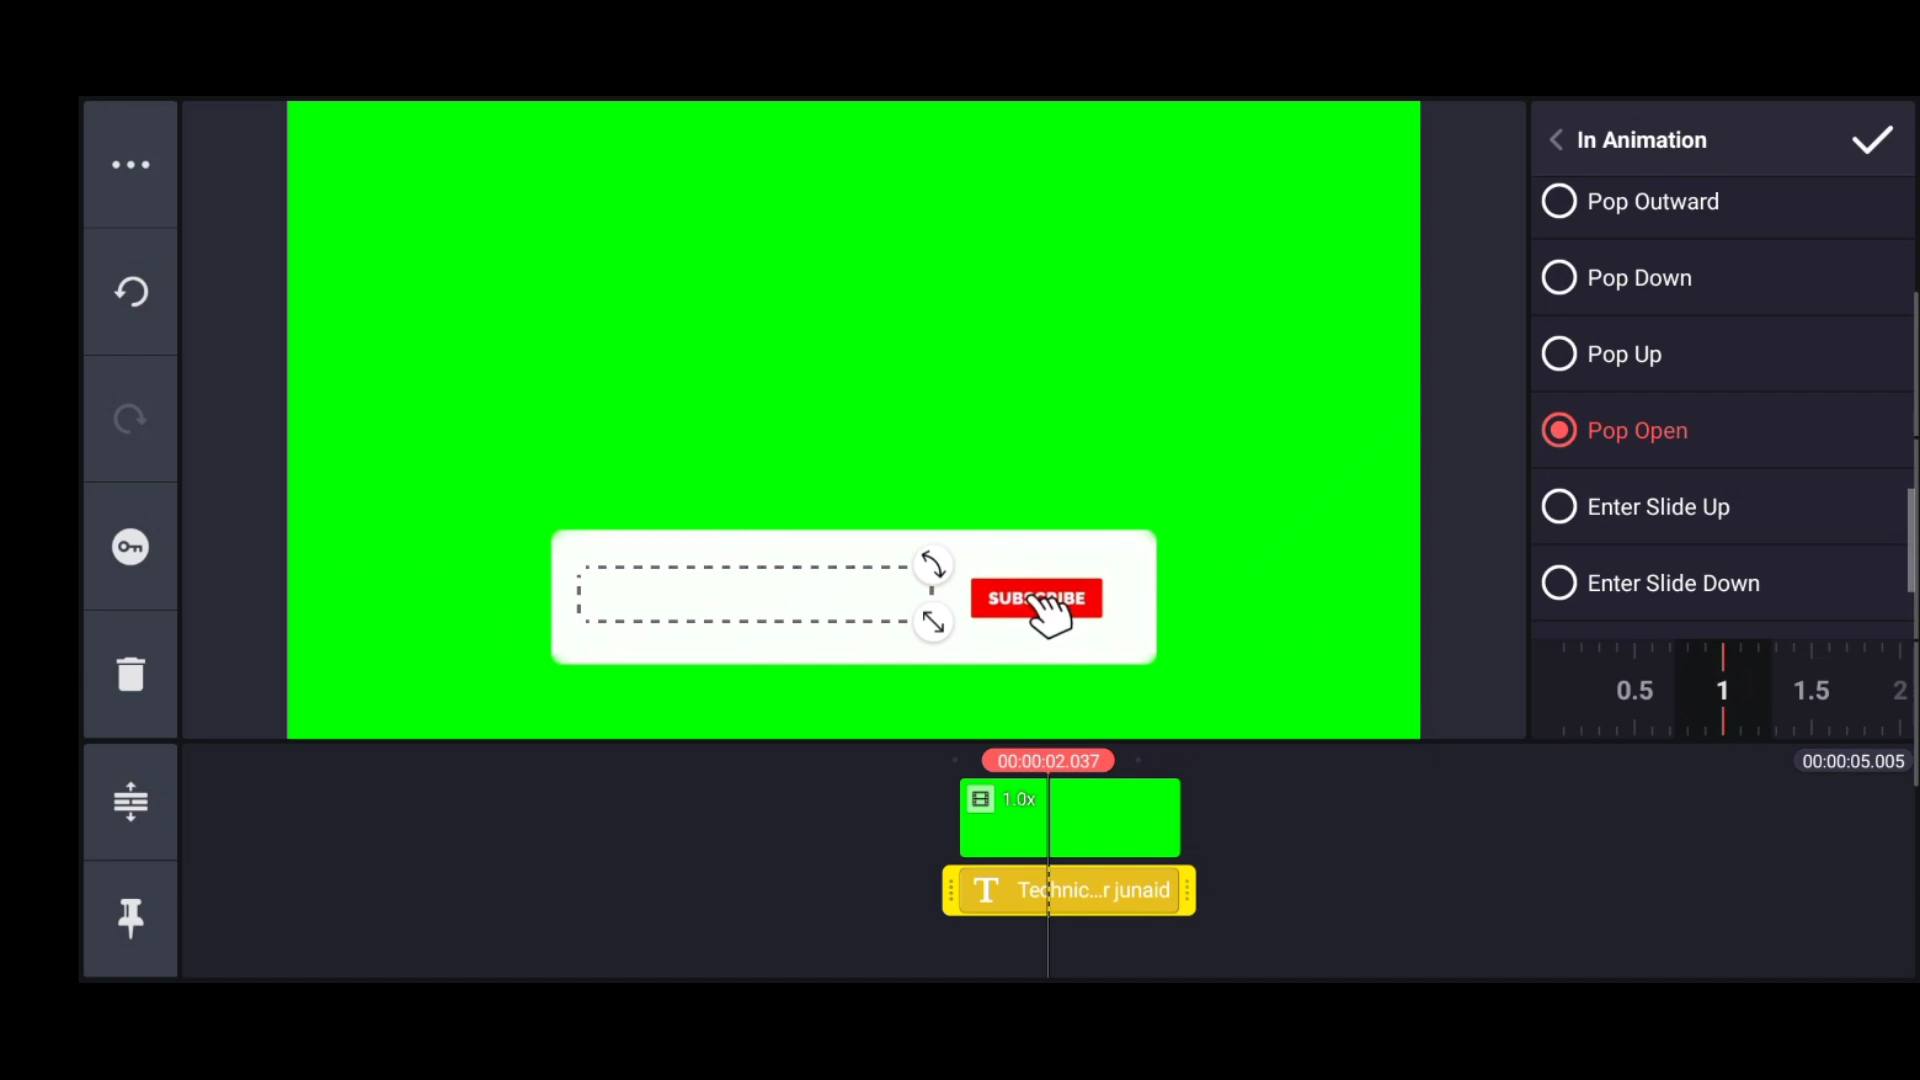 In Animation
Pop Outward
Pop Down
Pop Up
Pop Open
Enter Slide Up
Enter Slide Down
0.5 1 1.5 2
SUBSCRIBE
00:00:02.037
00:00:05.005
1.0x
T Technic...r junaid